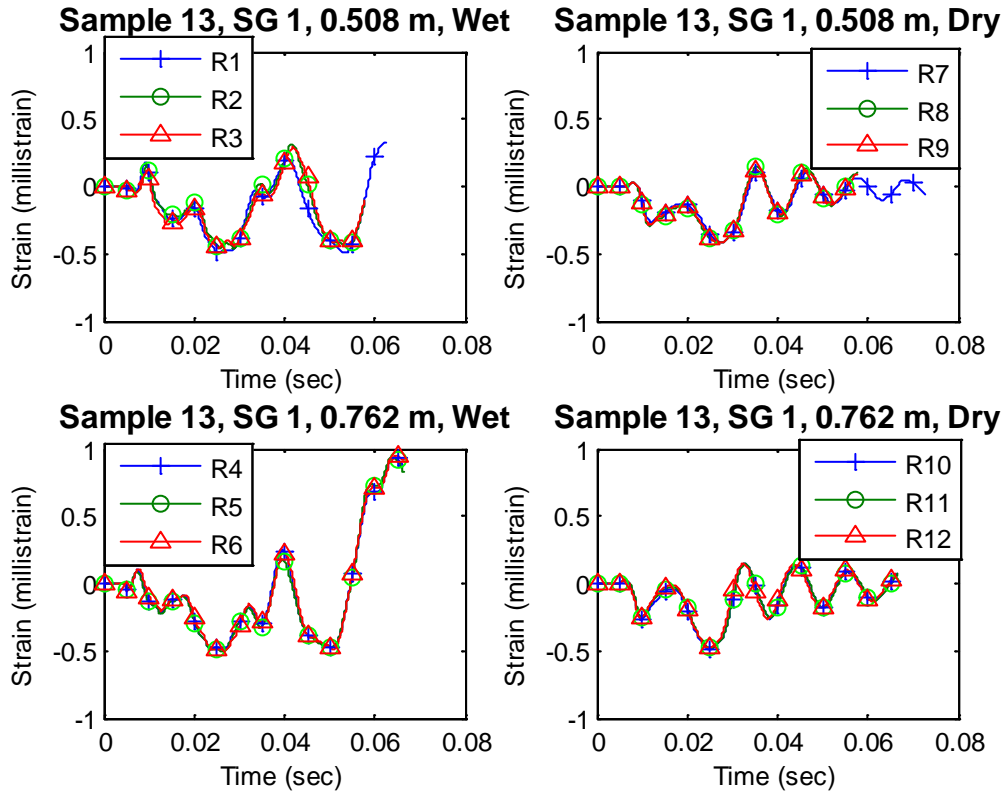 Sample 13, SG 1, 0.508 m, Wet
1
0.5
0
-0.5
-1
Strain (millistrain)
R1
R2
R3
0
0.02
0.04
0.06
0.08
Time (sec)
Sample 13, SG 1, 0.508 m, Dry
1
0.5
0
-0.5
-1
Strain (millistrain)
R7
R8
R9
0
0.02
0.04
0.06
0.08
Time (sec)
Sample 13, SG 1, 0.762 m, Wet
1
0.5
0
-0.5
-1
Strain (millistrain)
R4
R5
R6
0
0.02
0.04
0.06
0.08
Time (sec)
Sample 13, SG 1, 0.762 m, Dry
1
0.5
0
-0.5
-1
Strain (millistrain)
R10
R11
R12
0
0.02
0.04
0.06
0.08
Time (sec)